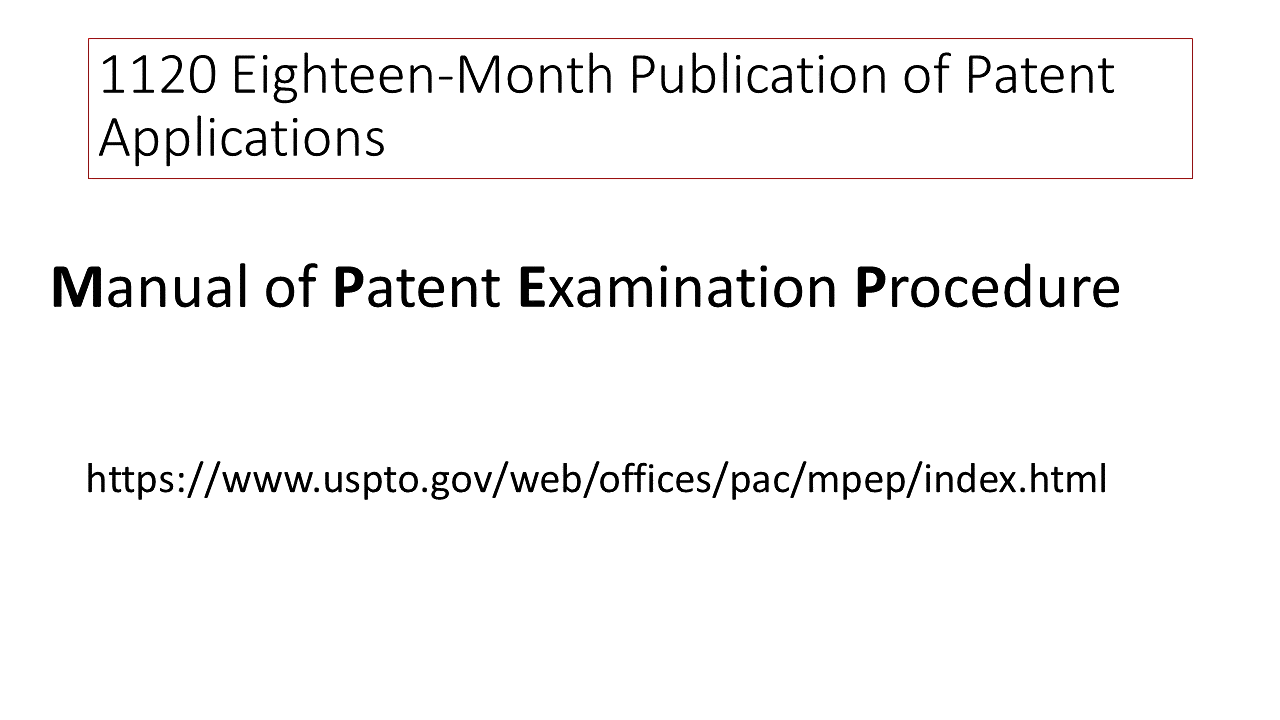 1120 Eighteen-Month Publication of Patent
Applications
Manual of Patent Examination Procedure
https://www.uspto.gov/web/offices/pac/mpep/index.html